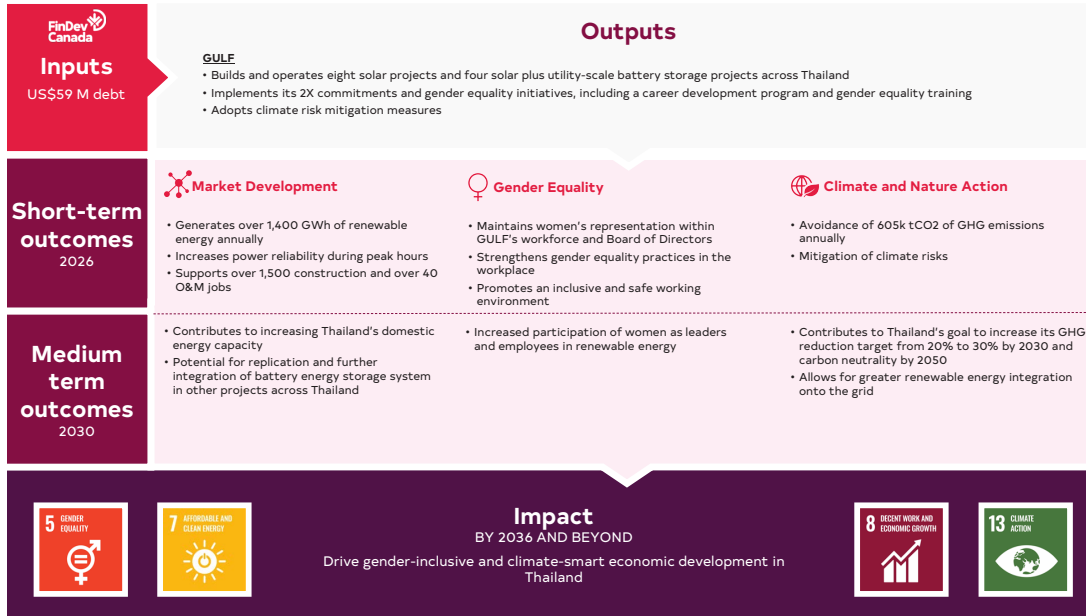 FinDev
Canada
Inputs
US$59 M debt
Outputs
GULF
• Builds and operates eight solar projects and four solar plus utility-scale battery storage projects across Thailand
• Implements its 2X commitments and gender equality initiatives, including a career development program and gender equality training
• Adopts climate risk mitigation measures
Short-term
outcomes
2026
Market Development
• Generates over 1,400 GWh of renewable
energy annually
• Increases power reliability during peak hours
• Supports over 1,500 construction and over 40
O&M jobs
Gender Equality
• Maintains women's representation within
GULF's workforce and Board of Directors
• Strengthens gender equality practices in the
workplace
• Promotes an inclusive and safe working
environment
Climate and Nature Action
• Avoidance of 605k tCO2 of GHG emissions
annually
• Mitigation of climate risks
Medium
term
outcomes
2030
• Contributes to increasing Thailand's domestic
energy capacity
• Potential for replication and further
integration of battery energy storage system
in other projects across Thailand
• Increased participation of women as leaders
and employees in renewable energy
• Contributes to Thailand's goal to increase its GHG
reduction target from 20% to 30% by 2030 and
carbon neutrality by 2050
• Allows for greater renewable energy integration
onto the grid
5 GENDER
EQUALITY
7 AFFORDABLE AND
CLEAN ENERGY
Impact
BY 2036 AND BEYOND
Drive gender-inclusive and climate-smart economic development in
Thailand
8 DECENT WORK AND
ECONOMIC GROWTH
13 CLIMATE
ACTION